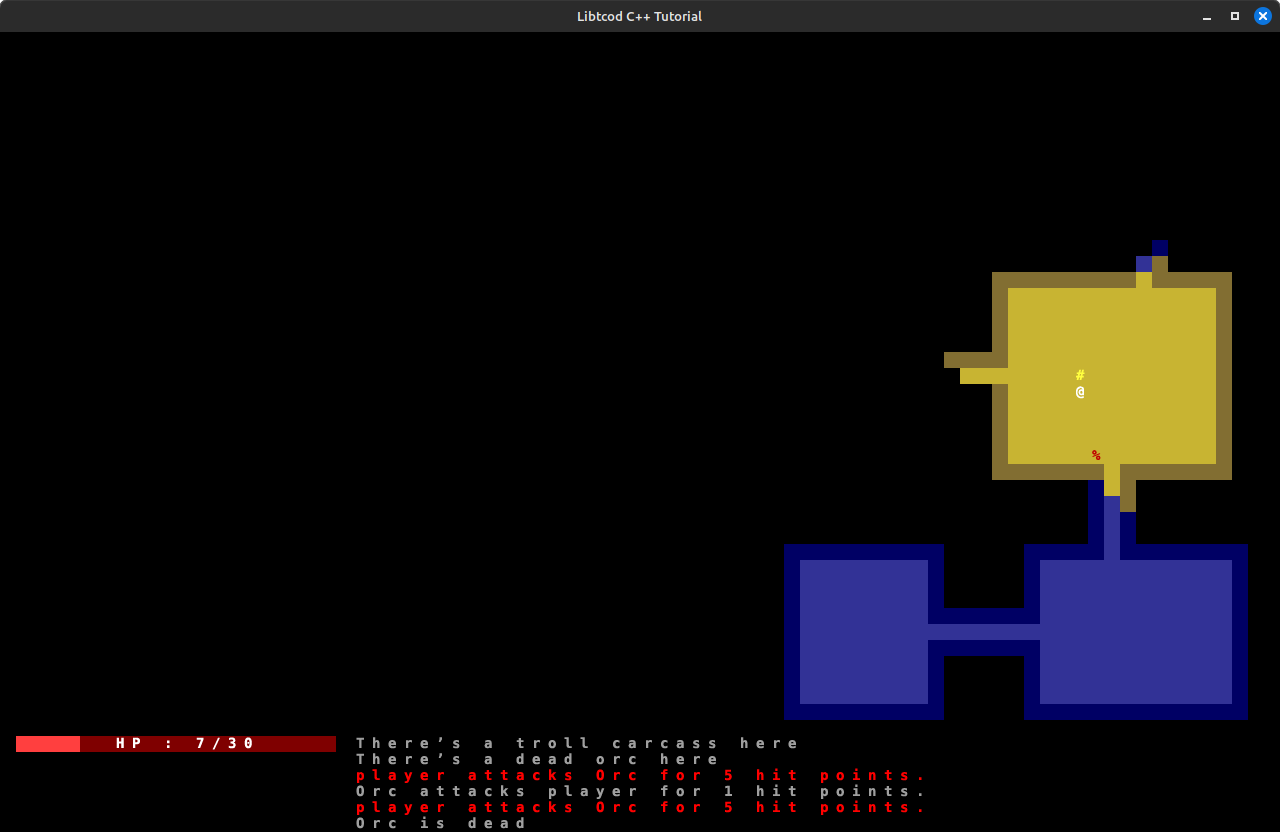 Libtcod C++ Tutorial
#
@
%
HP : 7/30
There's a troll carcass here
There's a dead orc here
player attacks Orc for 5 hit points.
Orc attacks player for 1 hit points.
player attacks Orc for 5 hit points.
Orc is dead